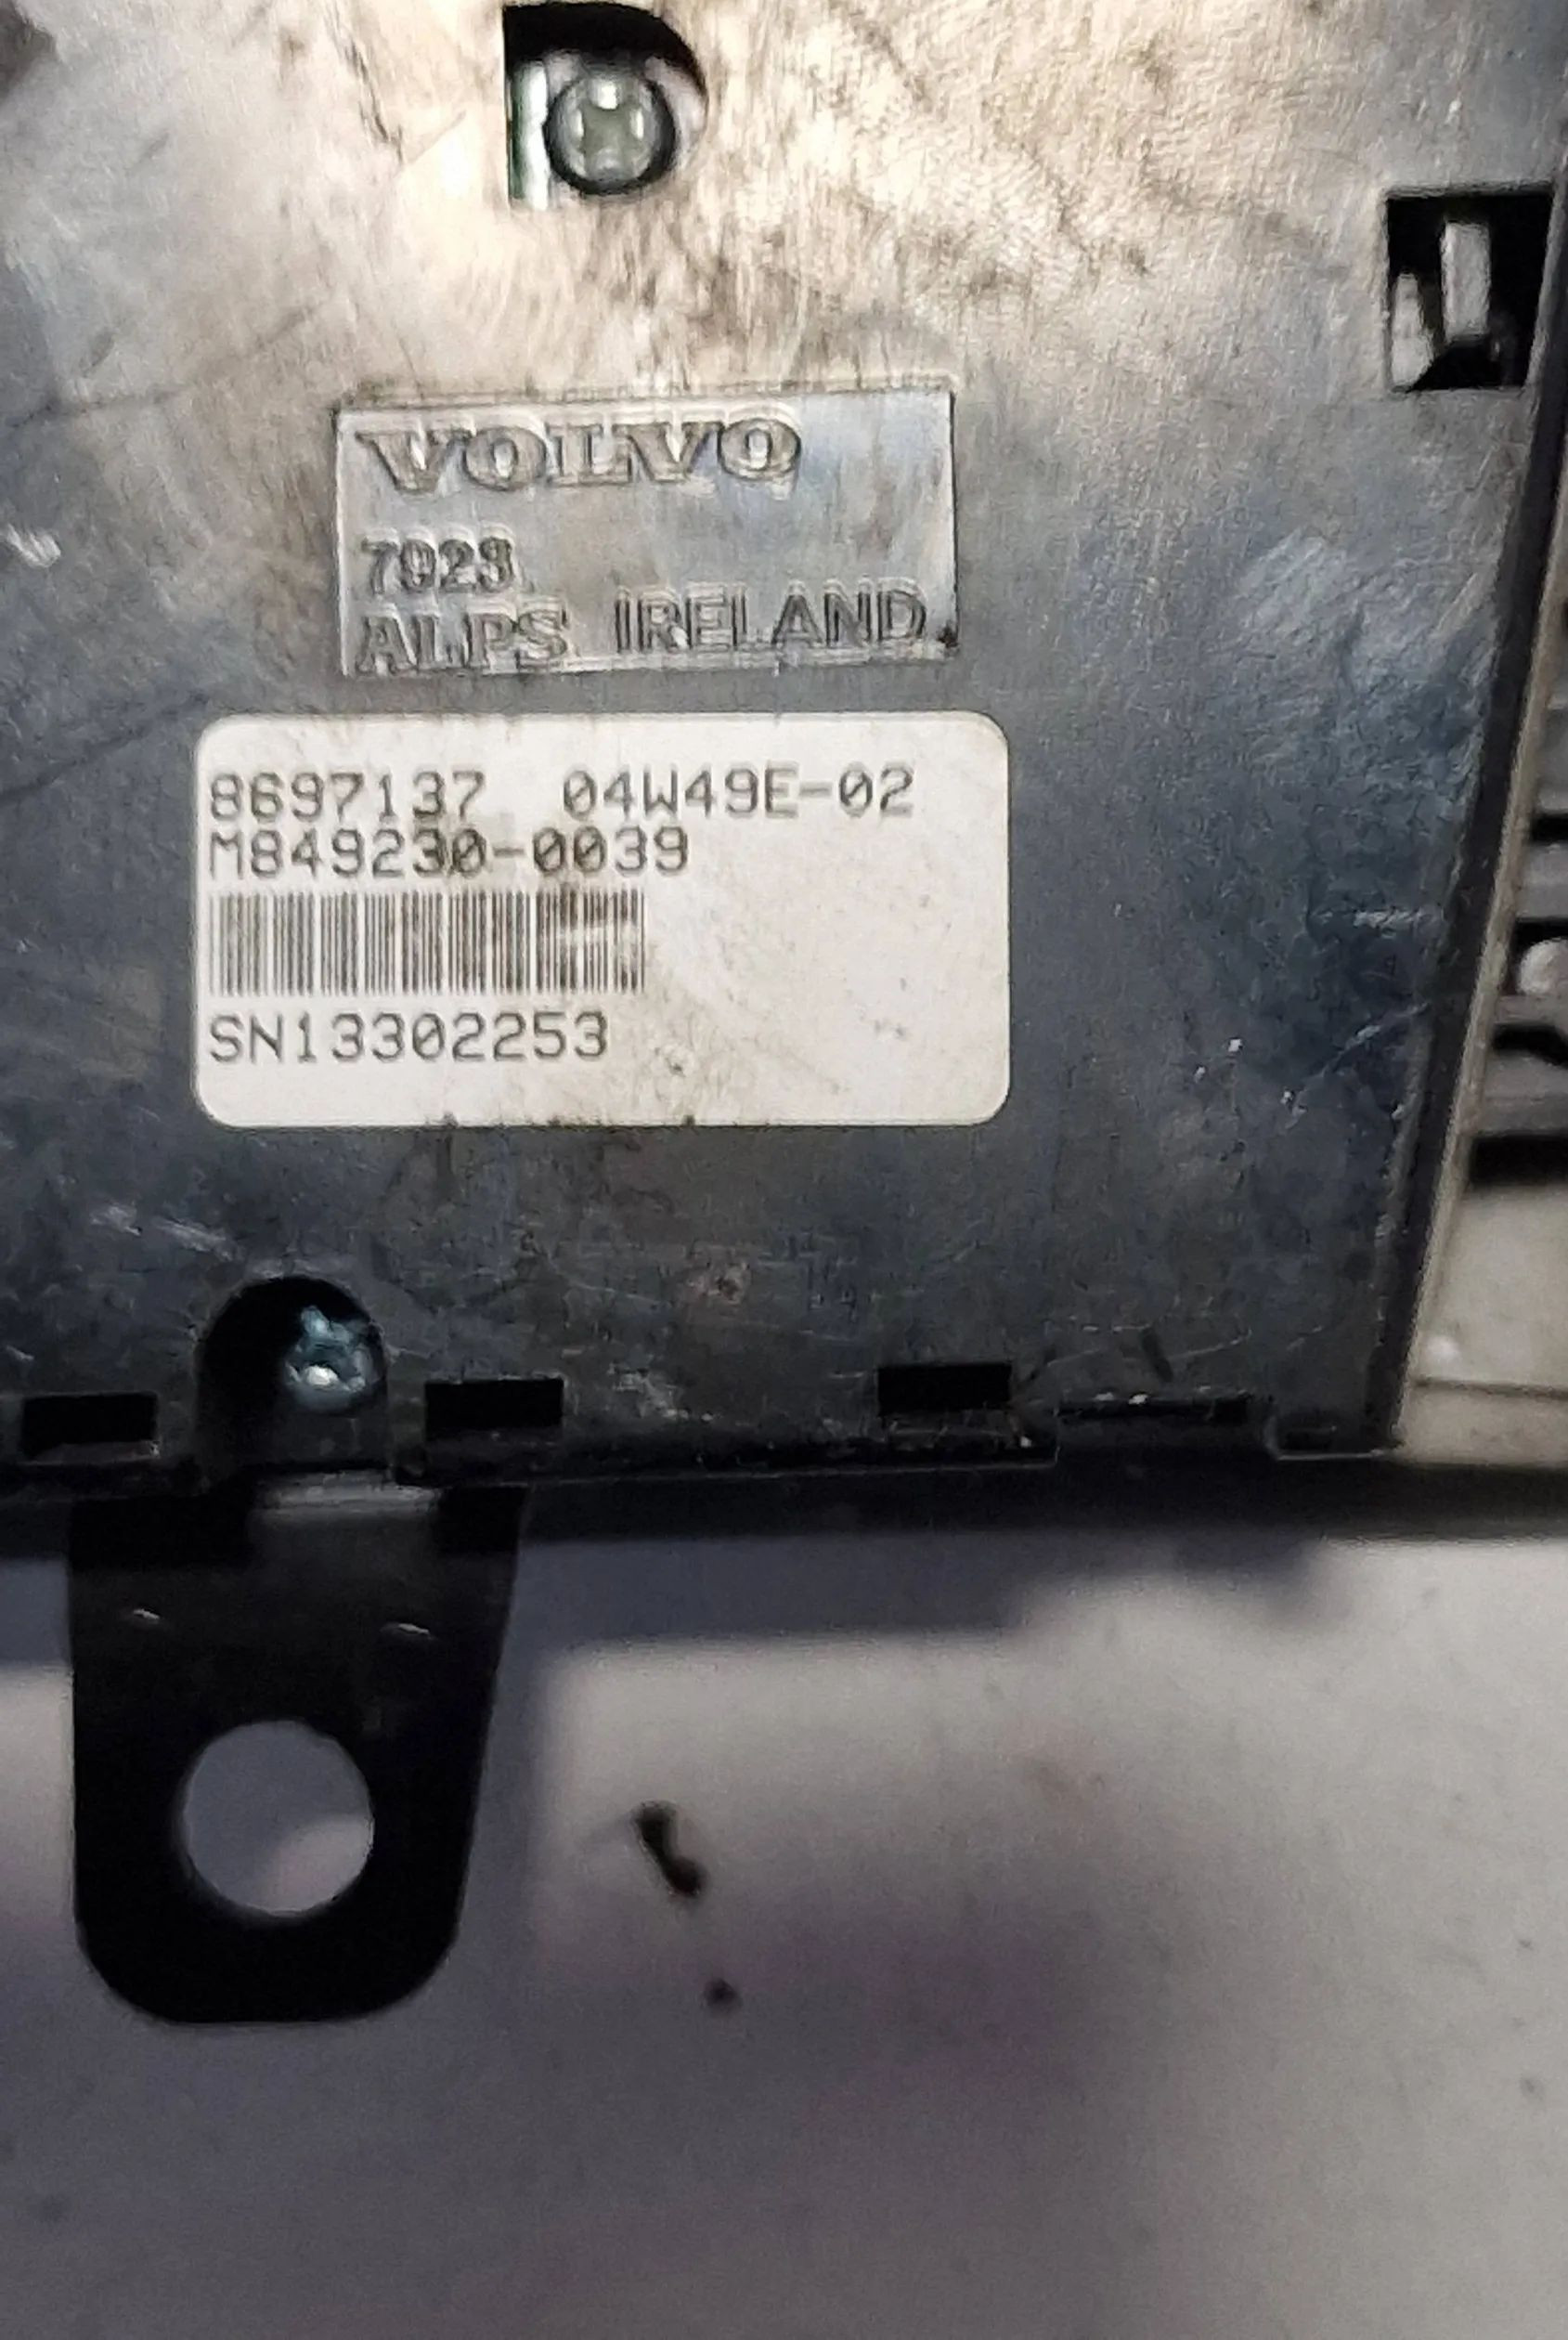 VOLVO
7923
ALPS IRELAND
8697137 04W49E-02
M849230-0039
SN13302253